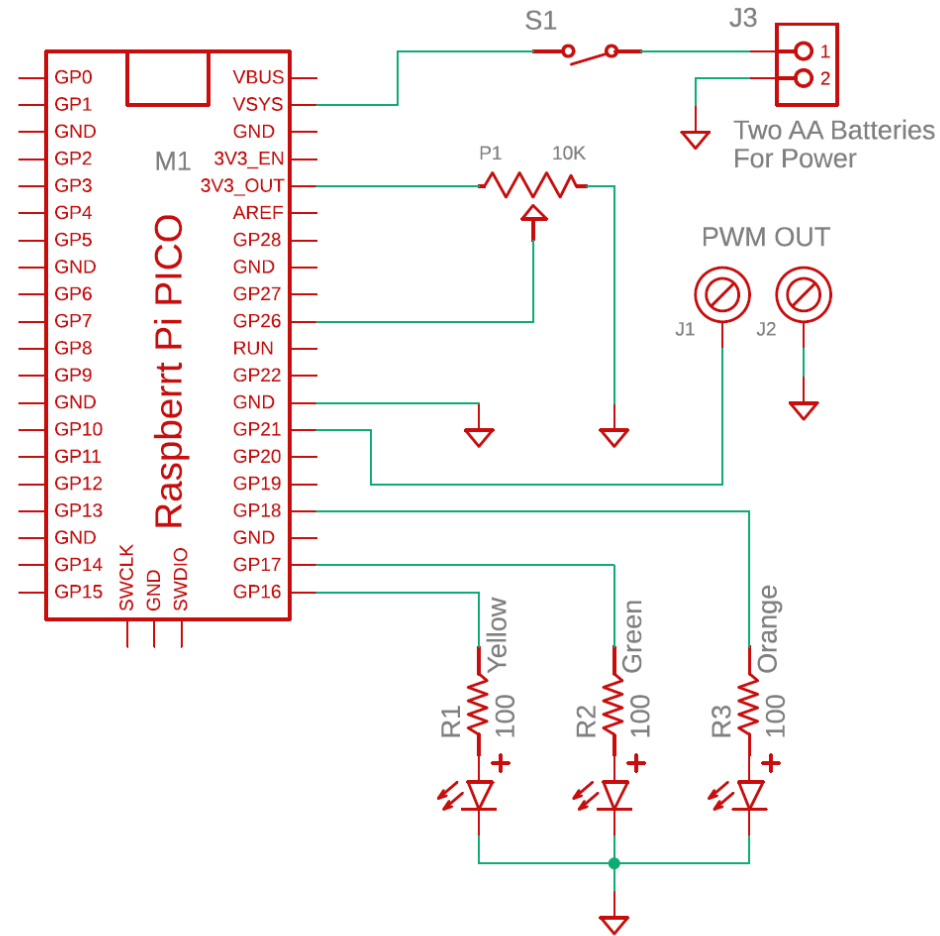 S1
J3
1
2
Two AA Batteries
For Power
GP0
GP1
GND
GP2
GP3
GP4
GP5
GND
GP6
GP7
GP8
GP9
GND
GP10
GP11
GP12
GP13
GND
GP14
GP15
M1
Raspberrt Pi PICO
SWCLK
GND
SWDIO
VBUS
VSYS
GND
3V3_EN
3V3_OUT
AREF
GP28
GND
GP27
GP26
RUN
GP22
GND
GP21
GP20
GP19
GP18
GND
GP17
GP16
P1
10K
PWM OUT
J1
J2
Yellow
R1
100
+
Green
R2
100
+
Orange
R3
100
+